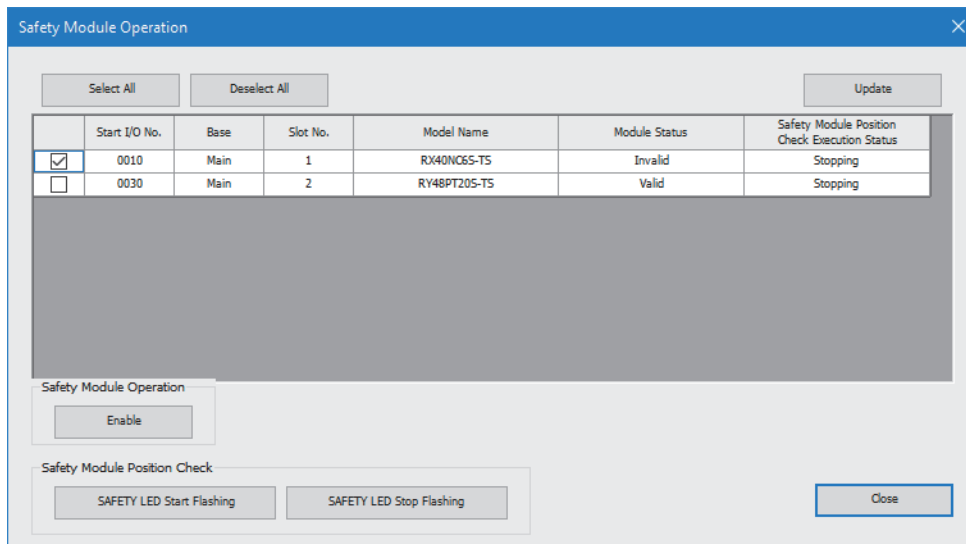 Safety Module Operation
Select All Deselect All Update
Start I/O No. Base Slot No. Model Name Module Status Safety Module Position
Check Execution Status
0010 Main 1 RX40NC6S-TS Invalid Stopping
0030 Main 2 RY48PT20S-TS Valid Stopping
Safety Module Operation
Enable
Safety Module Position Check
SAFETY LED Start Flashing SAFETY LED Stop Flashing Close